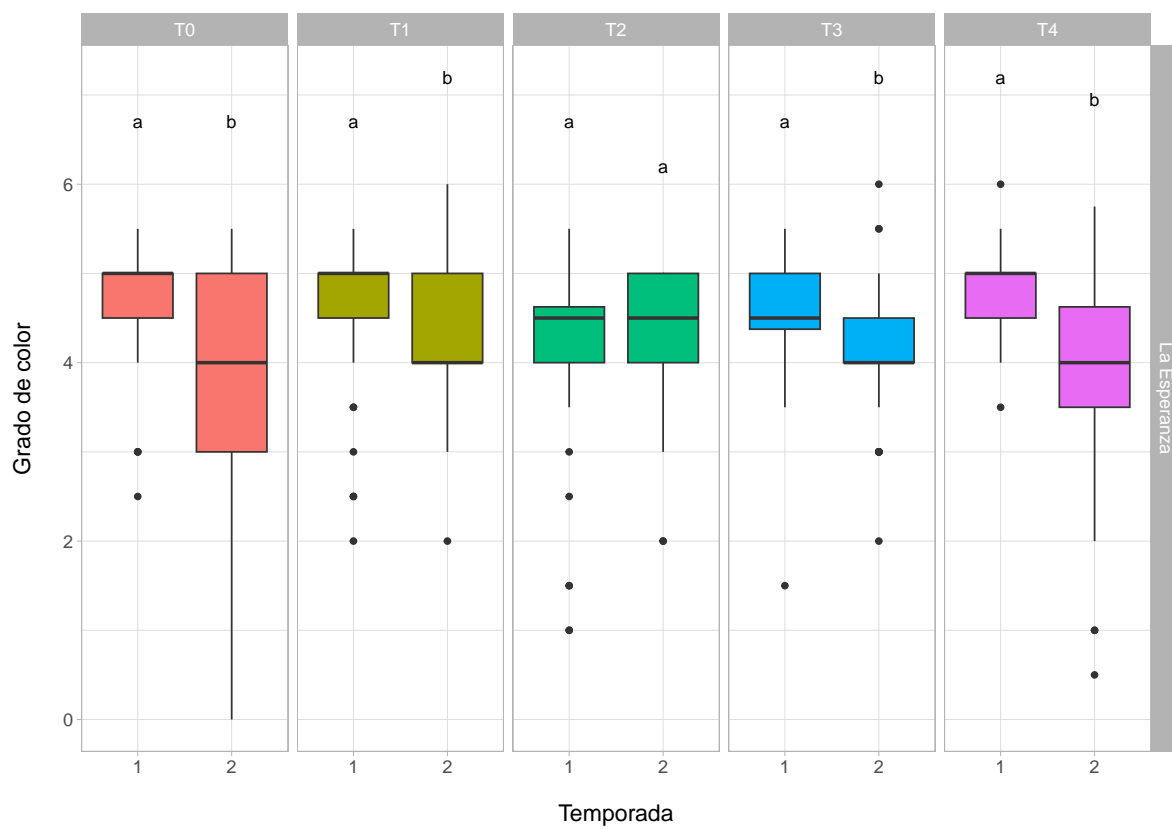 T0 T1 T2 T3 T4
b b a
b
a b a a a
a
6
4
2
0
Grado de color
La Esperanza
1 2 1 2 1 2 1 2 1 2
Temporada